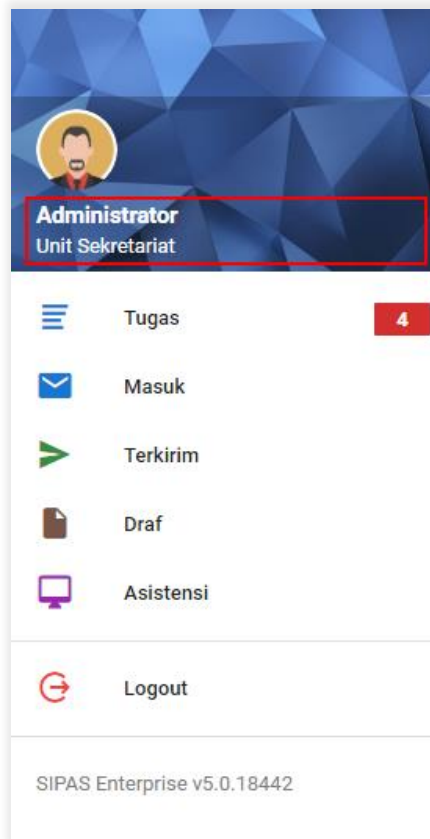 Administrator
Unit Sekretariat
Tugas 4
Masuk
Terkirim
Draf
Asistensi
Logout
SIPAS Enterprise v5.0.18442